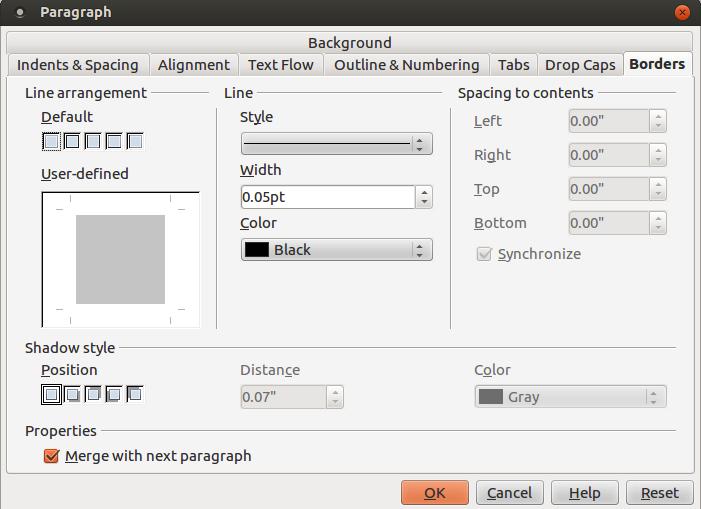 Paragraph
Background
Indents & Spacing Alignment Text Flow Outline & Numbering Tabs Drop Caps Borders
Line arrangement
Default
User-defined
Line
Style
Width
0.05pt
Color
Black
Spacing to contents
Left 0.00"
Right 0.00"
Top 0.00"
Bottom 0.00"
Synchronize
Shadow style
Position
Distance
0.07"
Color
Gray
Properties
Merge with next paragraph
OK Cancel Help Reset